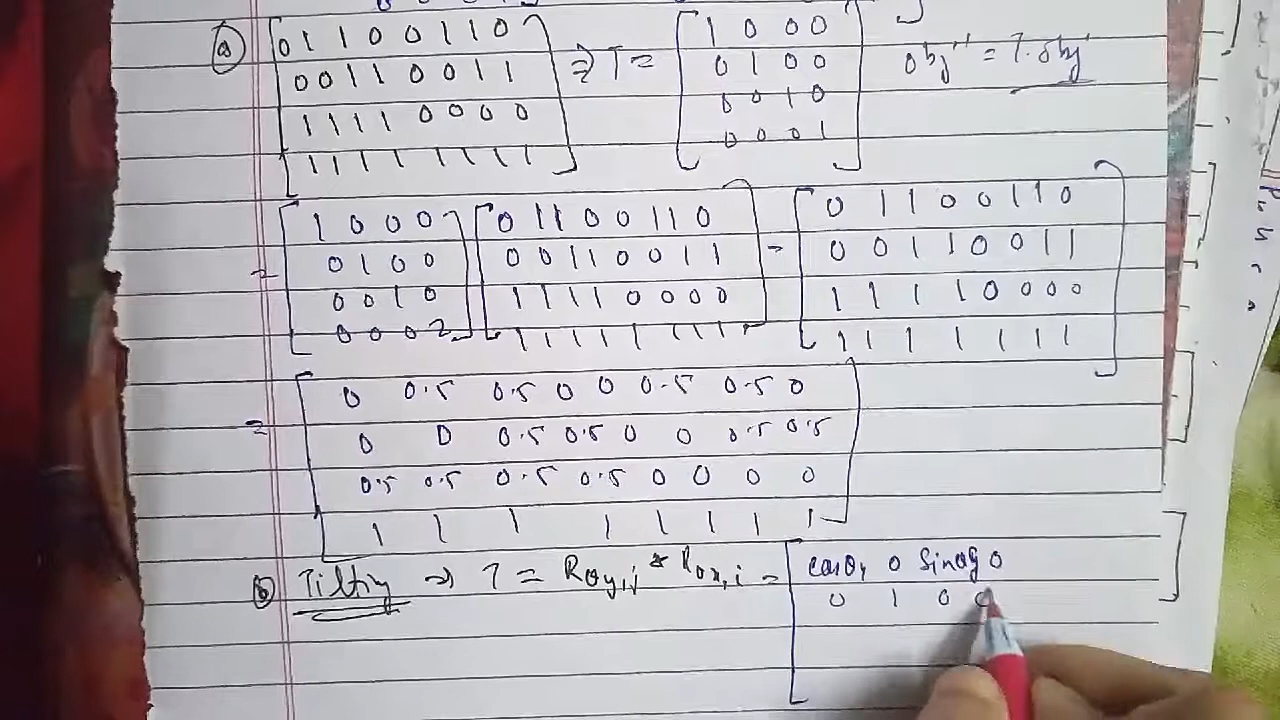 (a) [0 1 1 0 0 1 1 0 ⇒ T = [1 0 0 0
0 0 1 1 0 0 1 1 0 1 0 0 obj'' = T. obj'
1 1 1 1 0 0 0 0 0 0 1 0
1 1 1 1 1 1 1 1] 0 0 0 1]
= [1 0 0 0 [0 1 1 0 0 1 1 0 = [0 1 1 0 0 1 1 0
0 1 0 0 0 0 1 1 0 0 1 1 0 0 1 1 0 0 1 1
0 0 1 0 1 1 1 1 0 0 0 0 1 1 1 1 0 0 0 0
0 0 0 2] 1 1 1 1 1 1 1 1] 1 1 1 1 1 1 1]
= [0 0.5 0.5 0 0 0.5 0.5 0
0 0 0.5 0.5 0 0 0.5 0.5
0.5 0.5 0.5 0.5 0 0 0 0
1 1 1 1 1 1 1 1]
(b) Tilting ⇒ T = Rθy,j * Rθx,i = [cosθy 0 sinθy 0
0 1 0 0